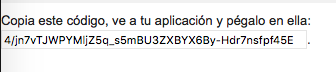 Copia este código, ve a tu aplicación y pégalo en ella:
4/jn7vTJWPYMljZ5q_s5mBU3ZXBYX6By-Hdr7nsfpf45E.